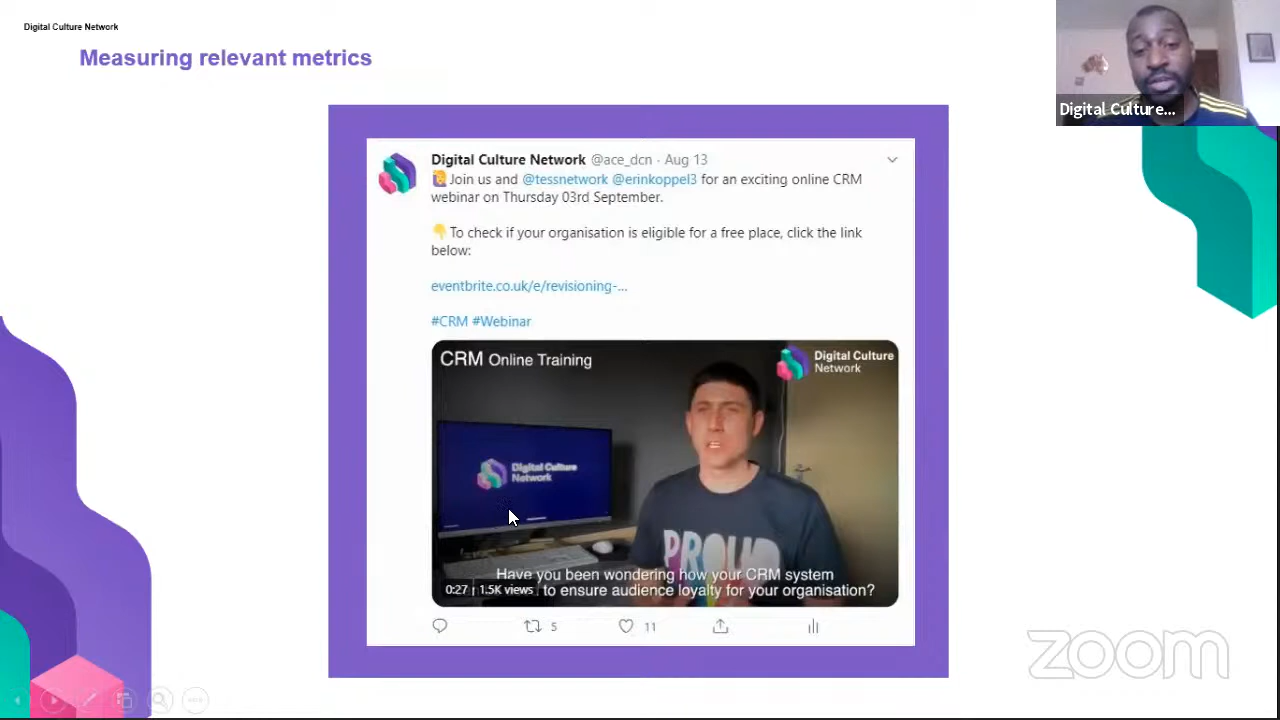 Digital Culture Network
Measuring relevant metrics
Digital Culture...
Digital Culture Network @ace_dcn · Aug 13
Join us and @tessnetwork @erinkoppel3 for an exciting online CRM
webinar on Thursday 03rd September.
To check if your organisation is eligible for a free place, click the link
below:
eventbrite.co.uk/e/revisioning-...
#CRM #Webinar
CRM Online Training
Digital Culture
Network
Digital Culture
Network
PROUD
Have you been wondering how your CRM system
0:27 1.5K views to ensure audience loyalty for your organisation?
5
11
zoom